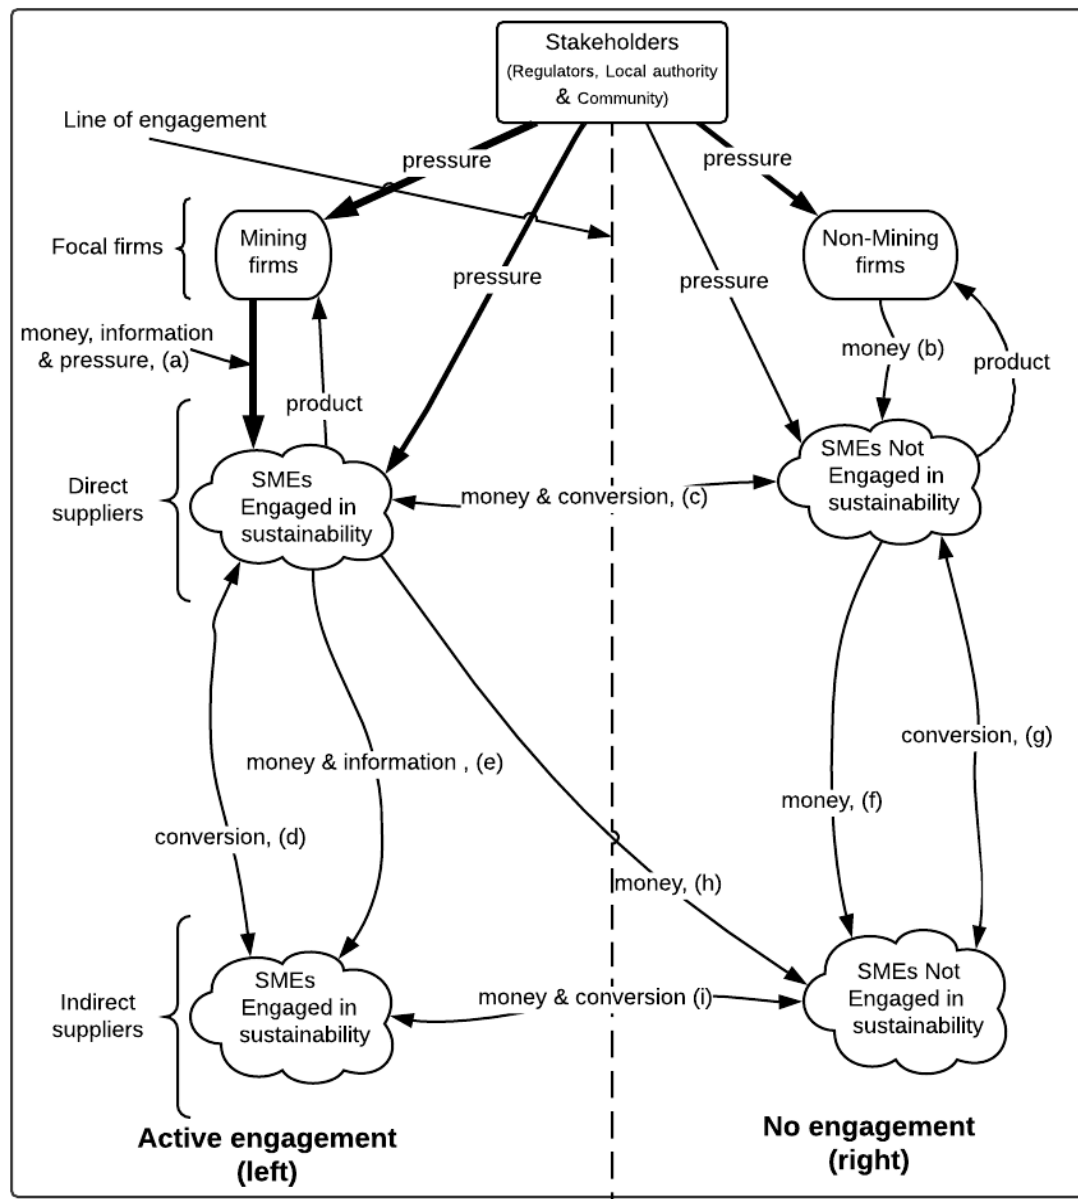 Stakeholders
(Regulators, Local authority
& Community)
Line of engagement
pressure
pressure
Focal firms
Mining
firms
Non-Mining
firms
pressure
pressure
money, information
& pressure, (a)
money (b)
product
product
Direct
suppliers
SMEs
Engaged in
sustainability
money & conversion, (c)
SMEs Not
Engaged in
sustainability
conversion, (g)
money & information , (e)
money, (f)
conversion, (d)
money, (h)
Indirect
suppliers
SMEs
Engaged in
sustainability
money & conversion (i)
SMEs Not
Engaged in
sustainability
Active engagement
(left)
No engagement
(right)